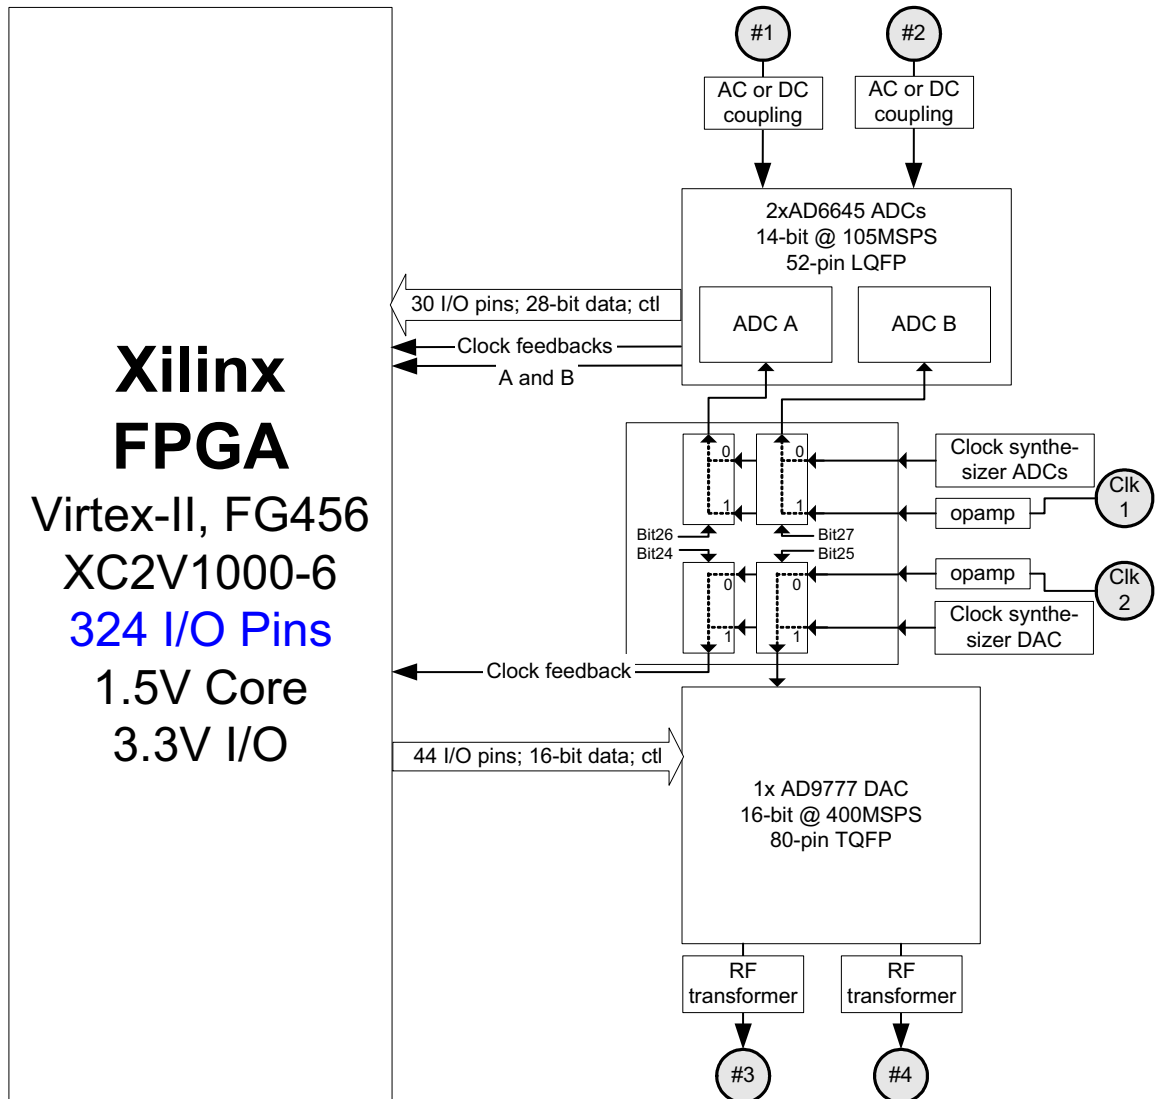 #1
#2
AC or DC
coupling
AC or DC
coupling
2xAD6645 ADCs
14-bit @ 105MSPS
52-pin LQFP
30 I/O pins; 28-bit data; ctl
ADC A
ADC B
Clock feedbacks
A and B
Xilinx
FPGA
Virtex-II, FG456
XC2V1000-6
324 I/O Pins
1.5V Core
3.3V I/O
0
0
1
1
Clock synthe-
sizer ADCs
Clk
1
opamp
Bit26
Bit27
Bit24
Bit25
0
0
1
1
opamp
Clk
2
Clock synthe-
sizer DAC
Clock feedback
44 I/O pins; 16-bit data; ctl
1x AD9777 DAC
16-bit @ 400MSPS
80-pin TQFP
RF
transformer
RF
transformer
#3
#4